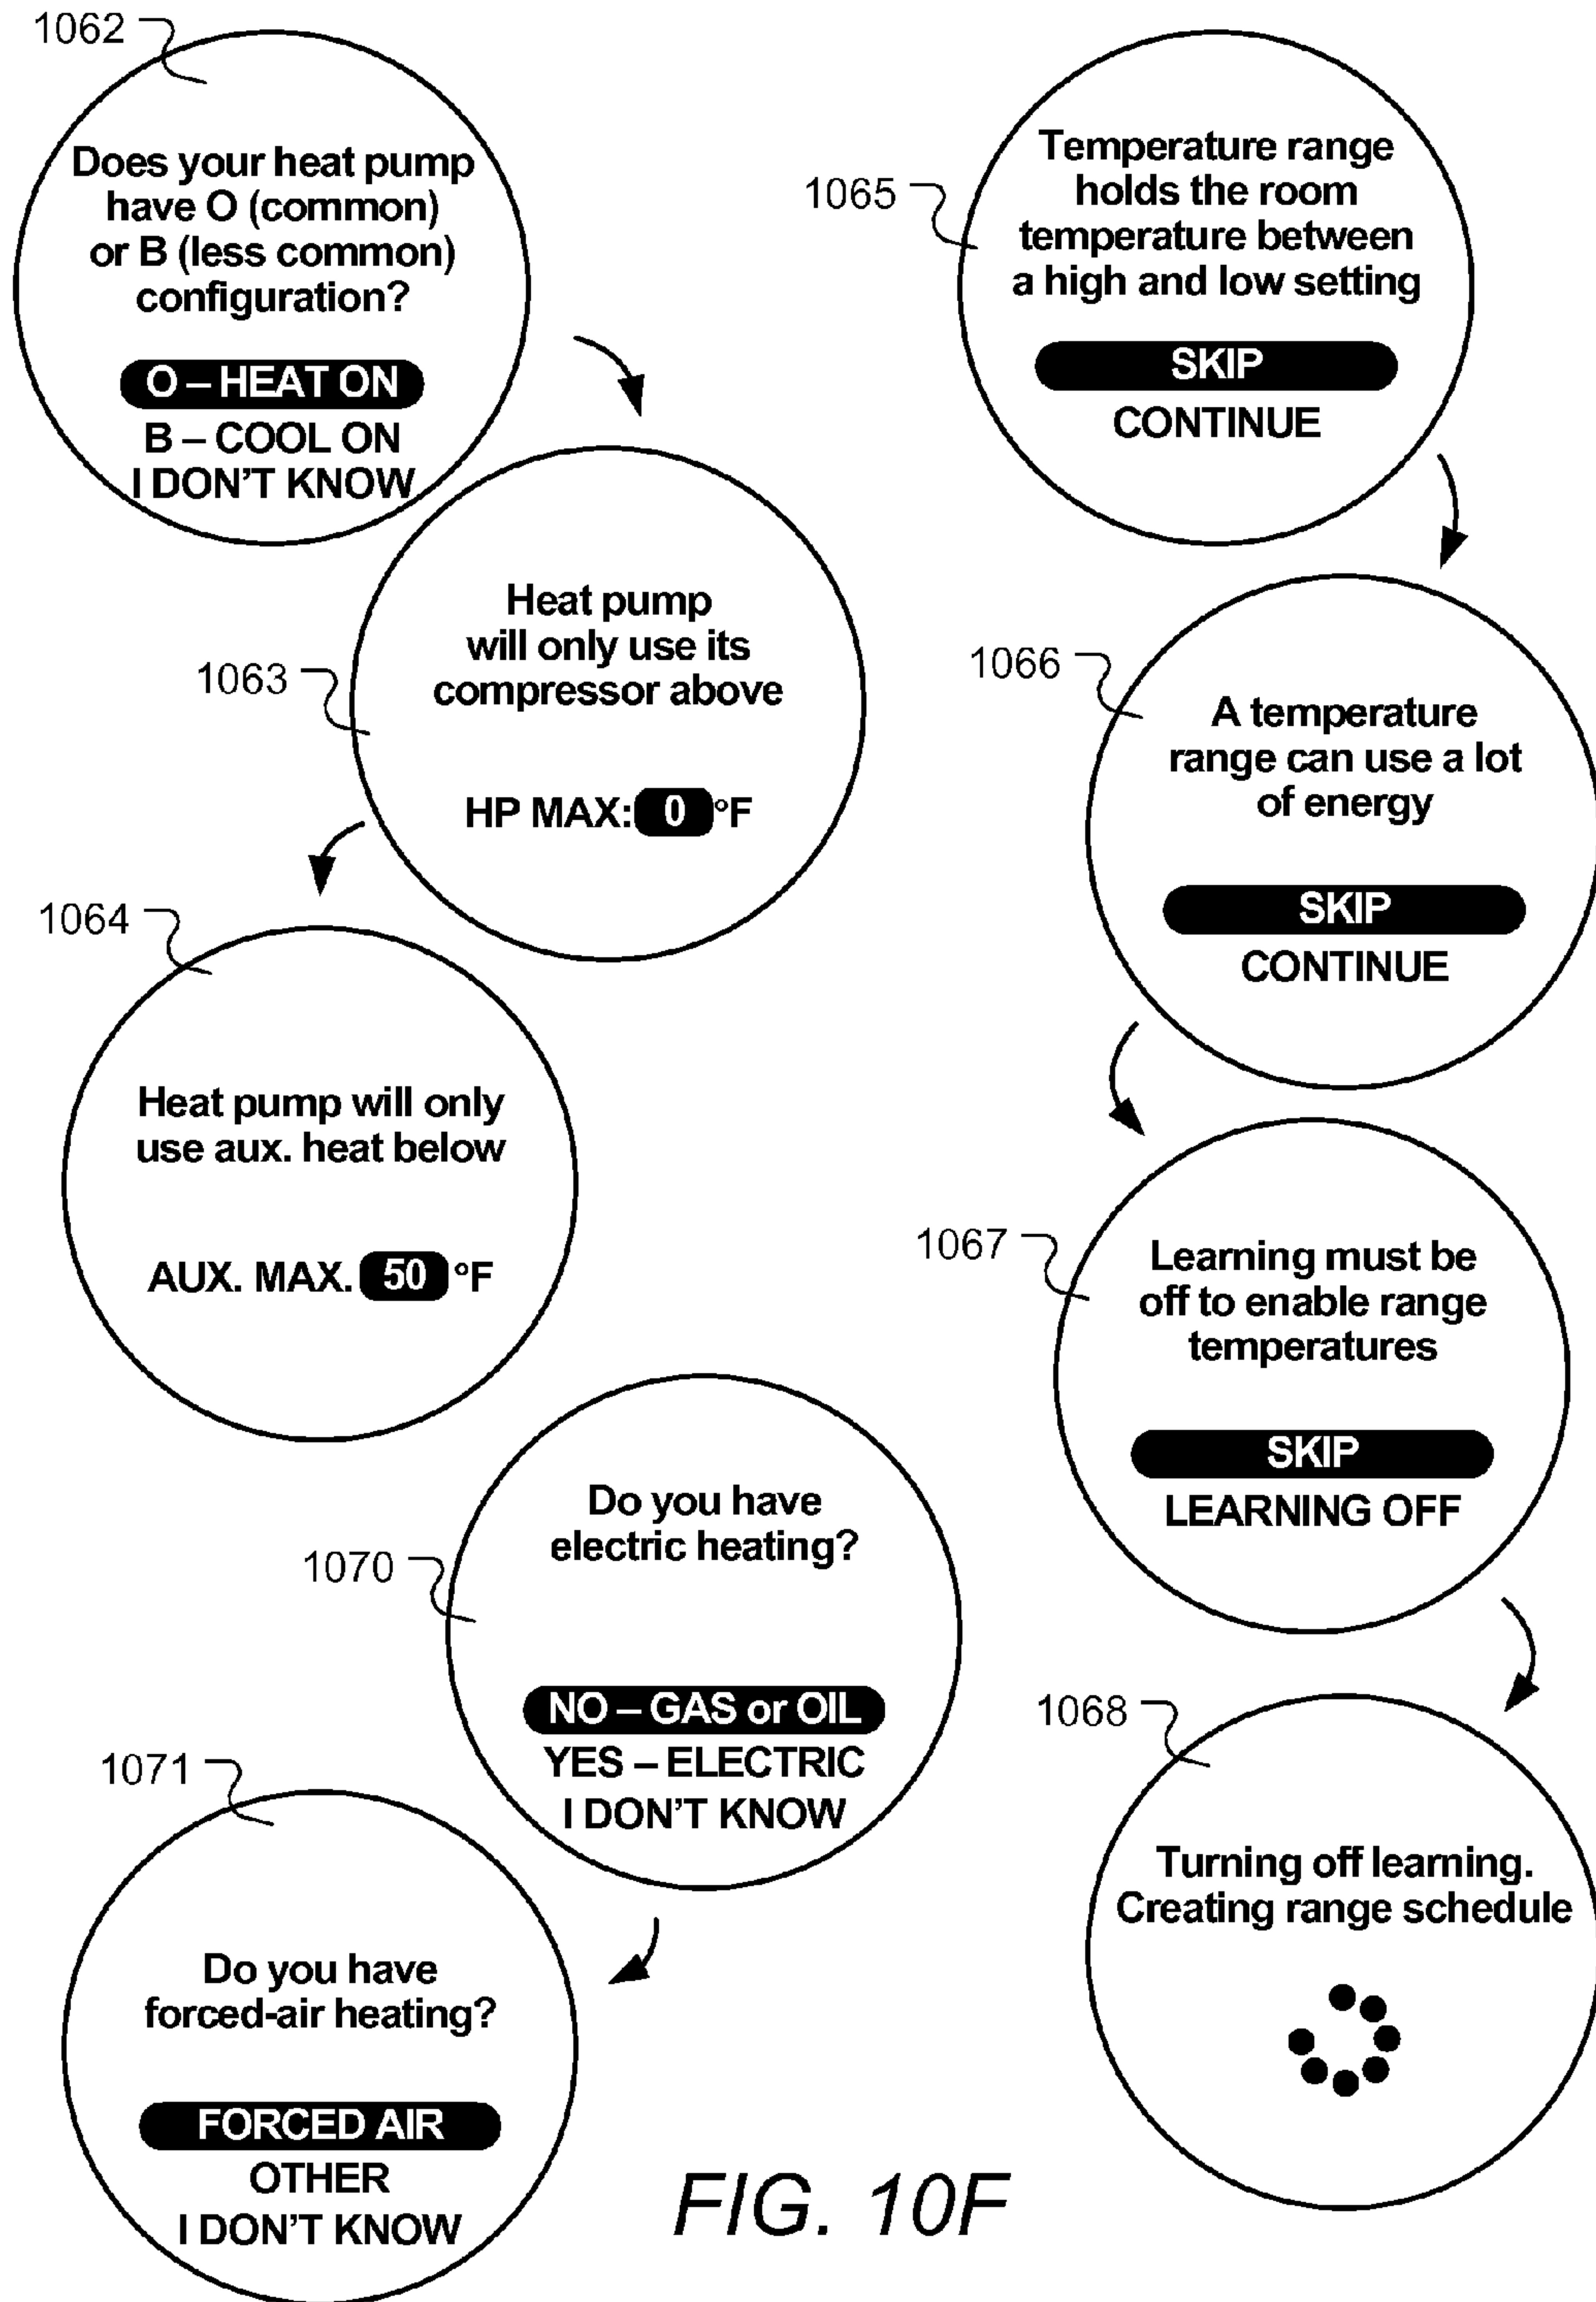 1062
Does your heat pump
have O (common)
or B (less common)
configuration?
O – HEAT ON
B – COOL ON
I DON'T KNOW
1063
Heat pump
will only use its
compressor above
HP MAX: 0 °F
1064
Heat pump will only
use aux. heat below
AUX. MAX. 50 °F
1070
Do you have
electric heating?
NO – GAS or OIL
YES – ELECTRIC
I DON'T KNOW
1071
Do you have
forced-air heating?
FORCED AIR
OTHER
I DON'T KNOW
1065
Temperature range
holds the room
temperature between
a high and low setting
SKIP
CONTINUE
1066
A temperature
range can use a lot
of energy
SKIP
CONTINUE
1067
Learning must be
off to enable range
temperatures
SKIP
LEARNING OFF
1068
Turning off learning.
Creating range schedule
FIG. 10F